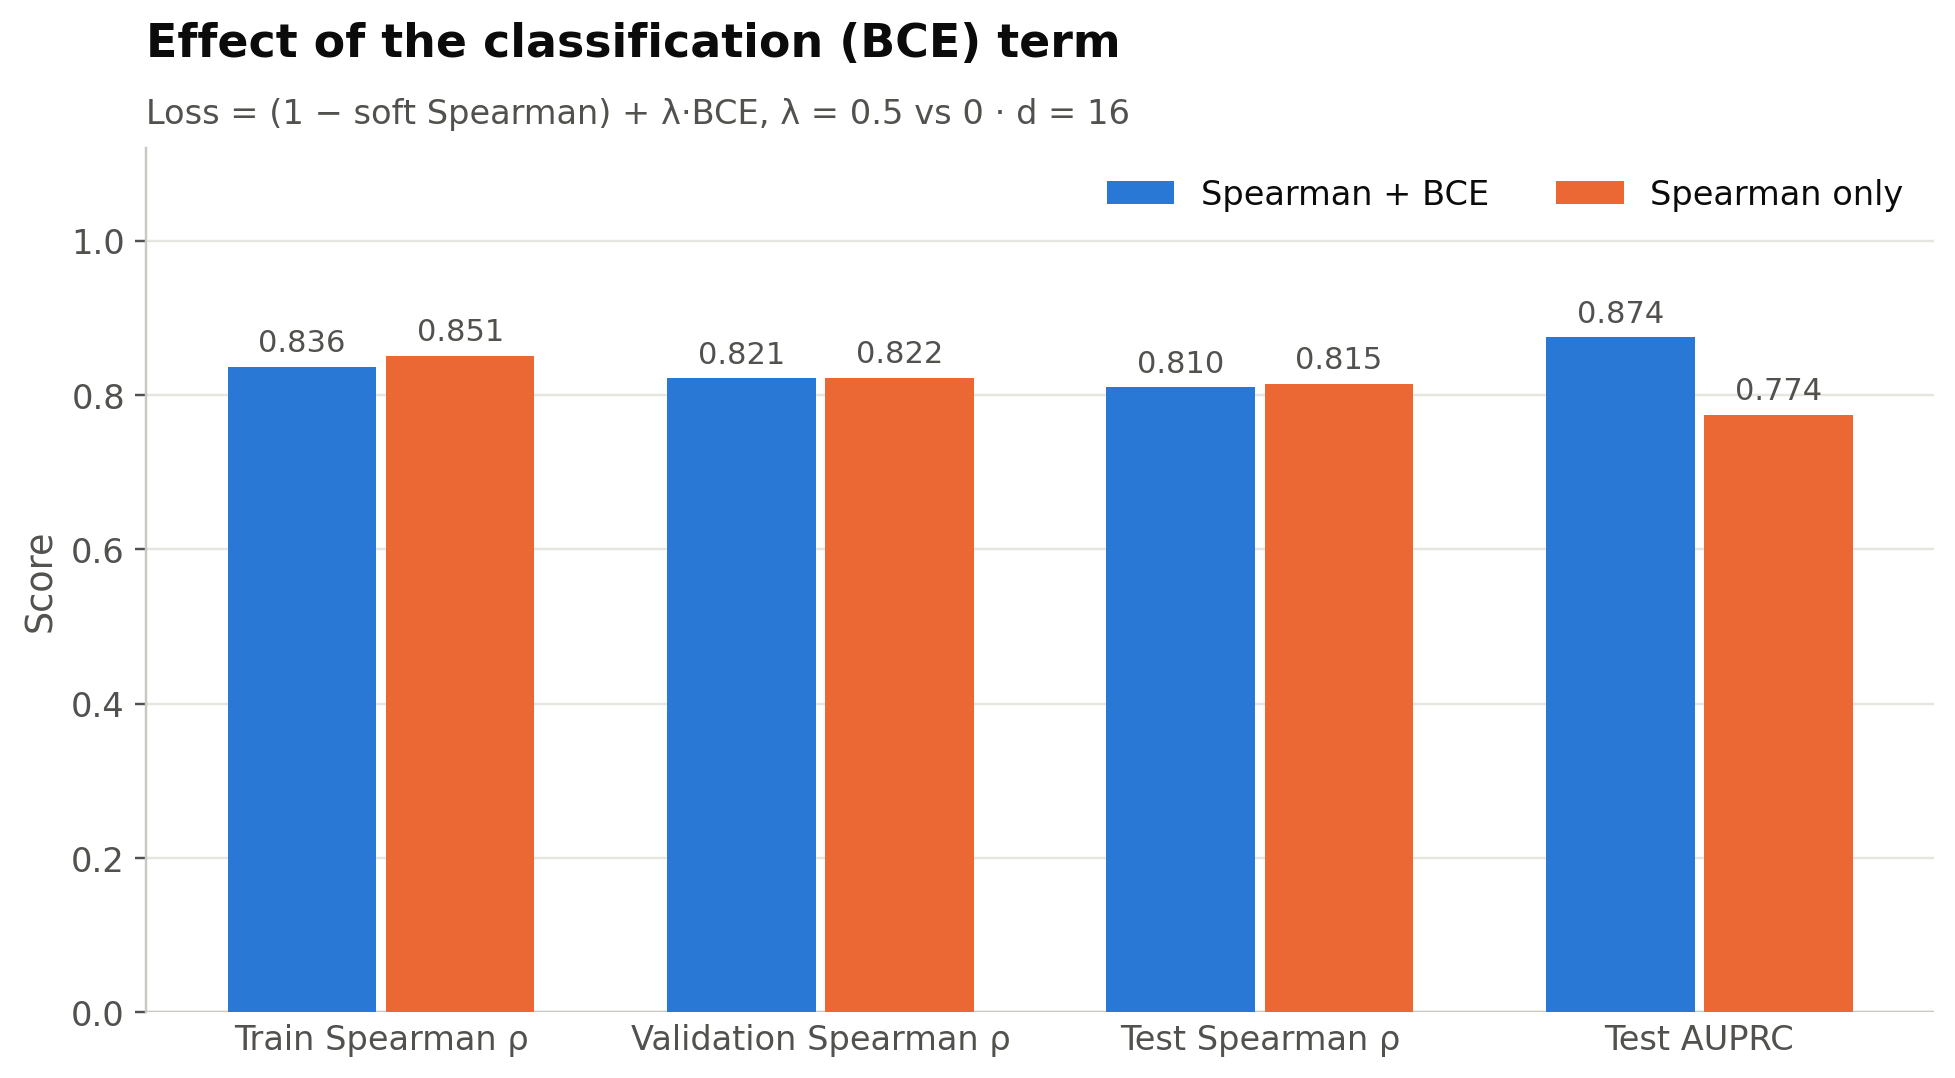 Effect of the classification (BCE) term
Loss = (1 − soft Spearman) + λ·BCE, λ = 0.5 vs 0 · d = 16
Spearman + BCE
Spearman only
Score
1.0
0.8
0.6
0.4
0.2
0.0
0.836
0.851
0.821
0.822
0.810
0.815
0.874
0.774
Train Spearman ρ
Validation Spearman ρ
Test Spearman ρ
Test AUPRC